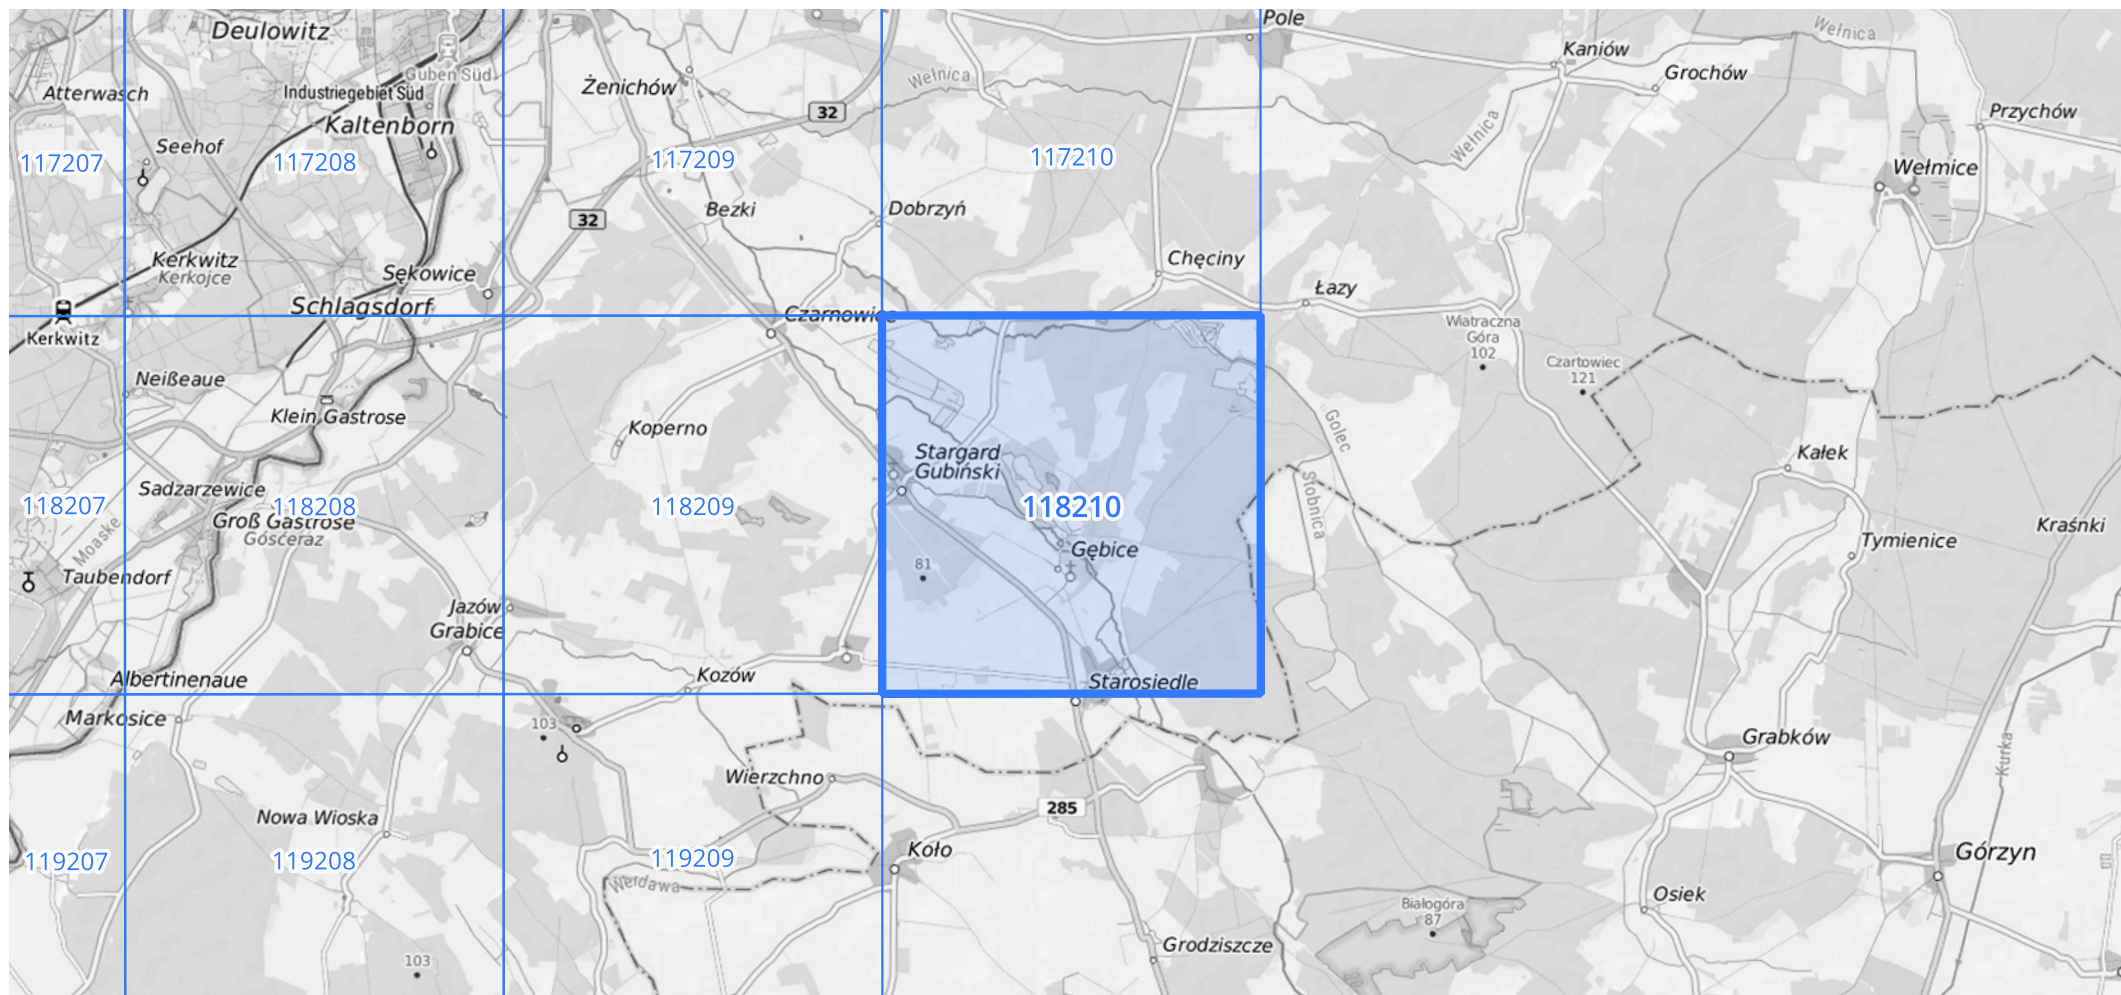 Deulowitz
Pole
Wełnica
Kaniów
Guben Süd
Wełnica
Grochów
Atterwasch
Industriegebiet Süd
Żenichów
32
Przychów
Kaltenborn
Wełnica
Seehof
117207
117208
117209
117210
Wełmice
32
Bezki
Dobrzyń
Kerkwitz
Kerkojce
Sękowice
Chęciny
Łazy
Schlagsdorf
Czarnowice
Kerkwitz
Wiatraczna
Góra
102
Czartowiec
121
Neißeaue
Klein Gastrose
Koperno
Golec
Stargard
Gubiński
Kałek
Sadzarzewice
118207
118208
118209
118210
Stobnica
Groß Gastrose
Gósćeraz
Moaske
Kraśnki
Gębice
Tymienice
81
Taubendorf
Jazów
Grabice
Albertinenaue
Kozów
Starosiedle
Markosice
103
Grabków
Kurka
Wierzchno
Nowa Wioska
285
119207
119208
119209
Koło
Górzyn
Werdawa
Osiek
Białogóra
87
Grodziszcze
103